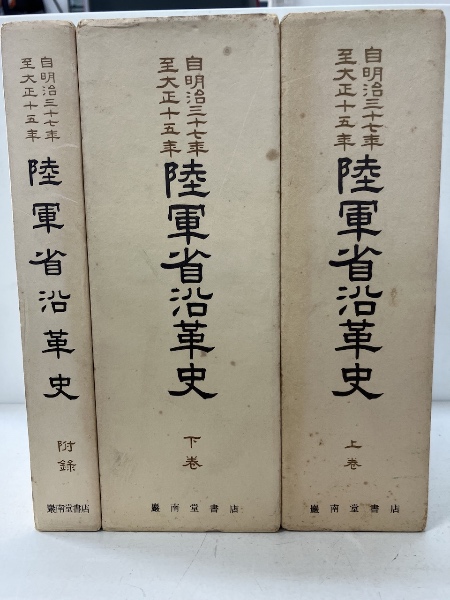 自明治三十七年
至大正十五年
陸軍省沿革史
上巻
巖南堂書店
自明治三十七年
至大正十五年
陸軍省沿革史
下巻
巖南堂書店
自明治三十七年
至大正十五年
陸軍省沿革史
附録
巖南堂書店